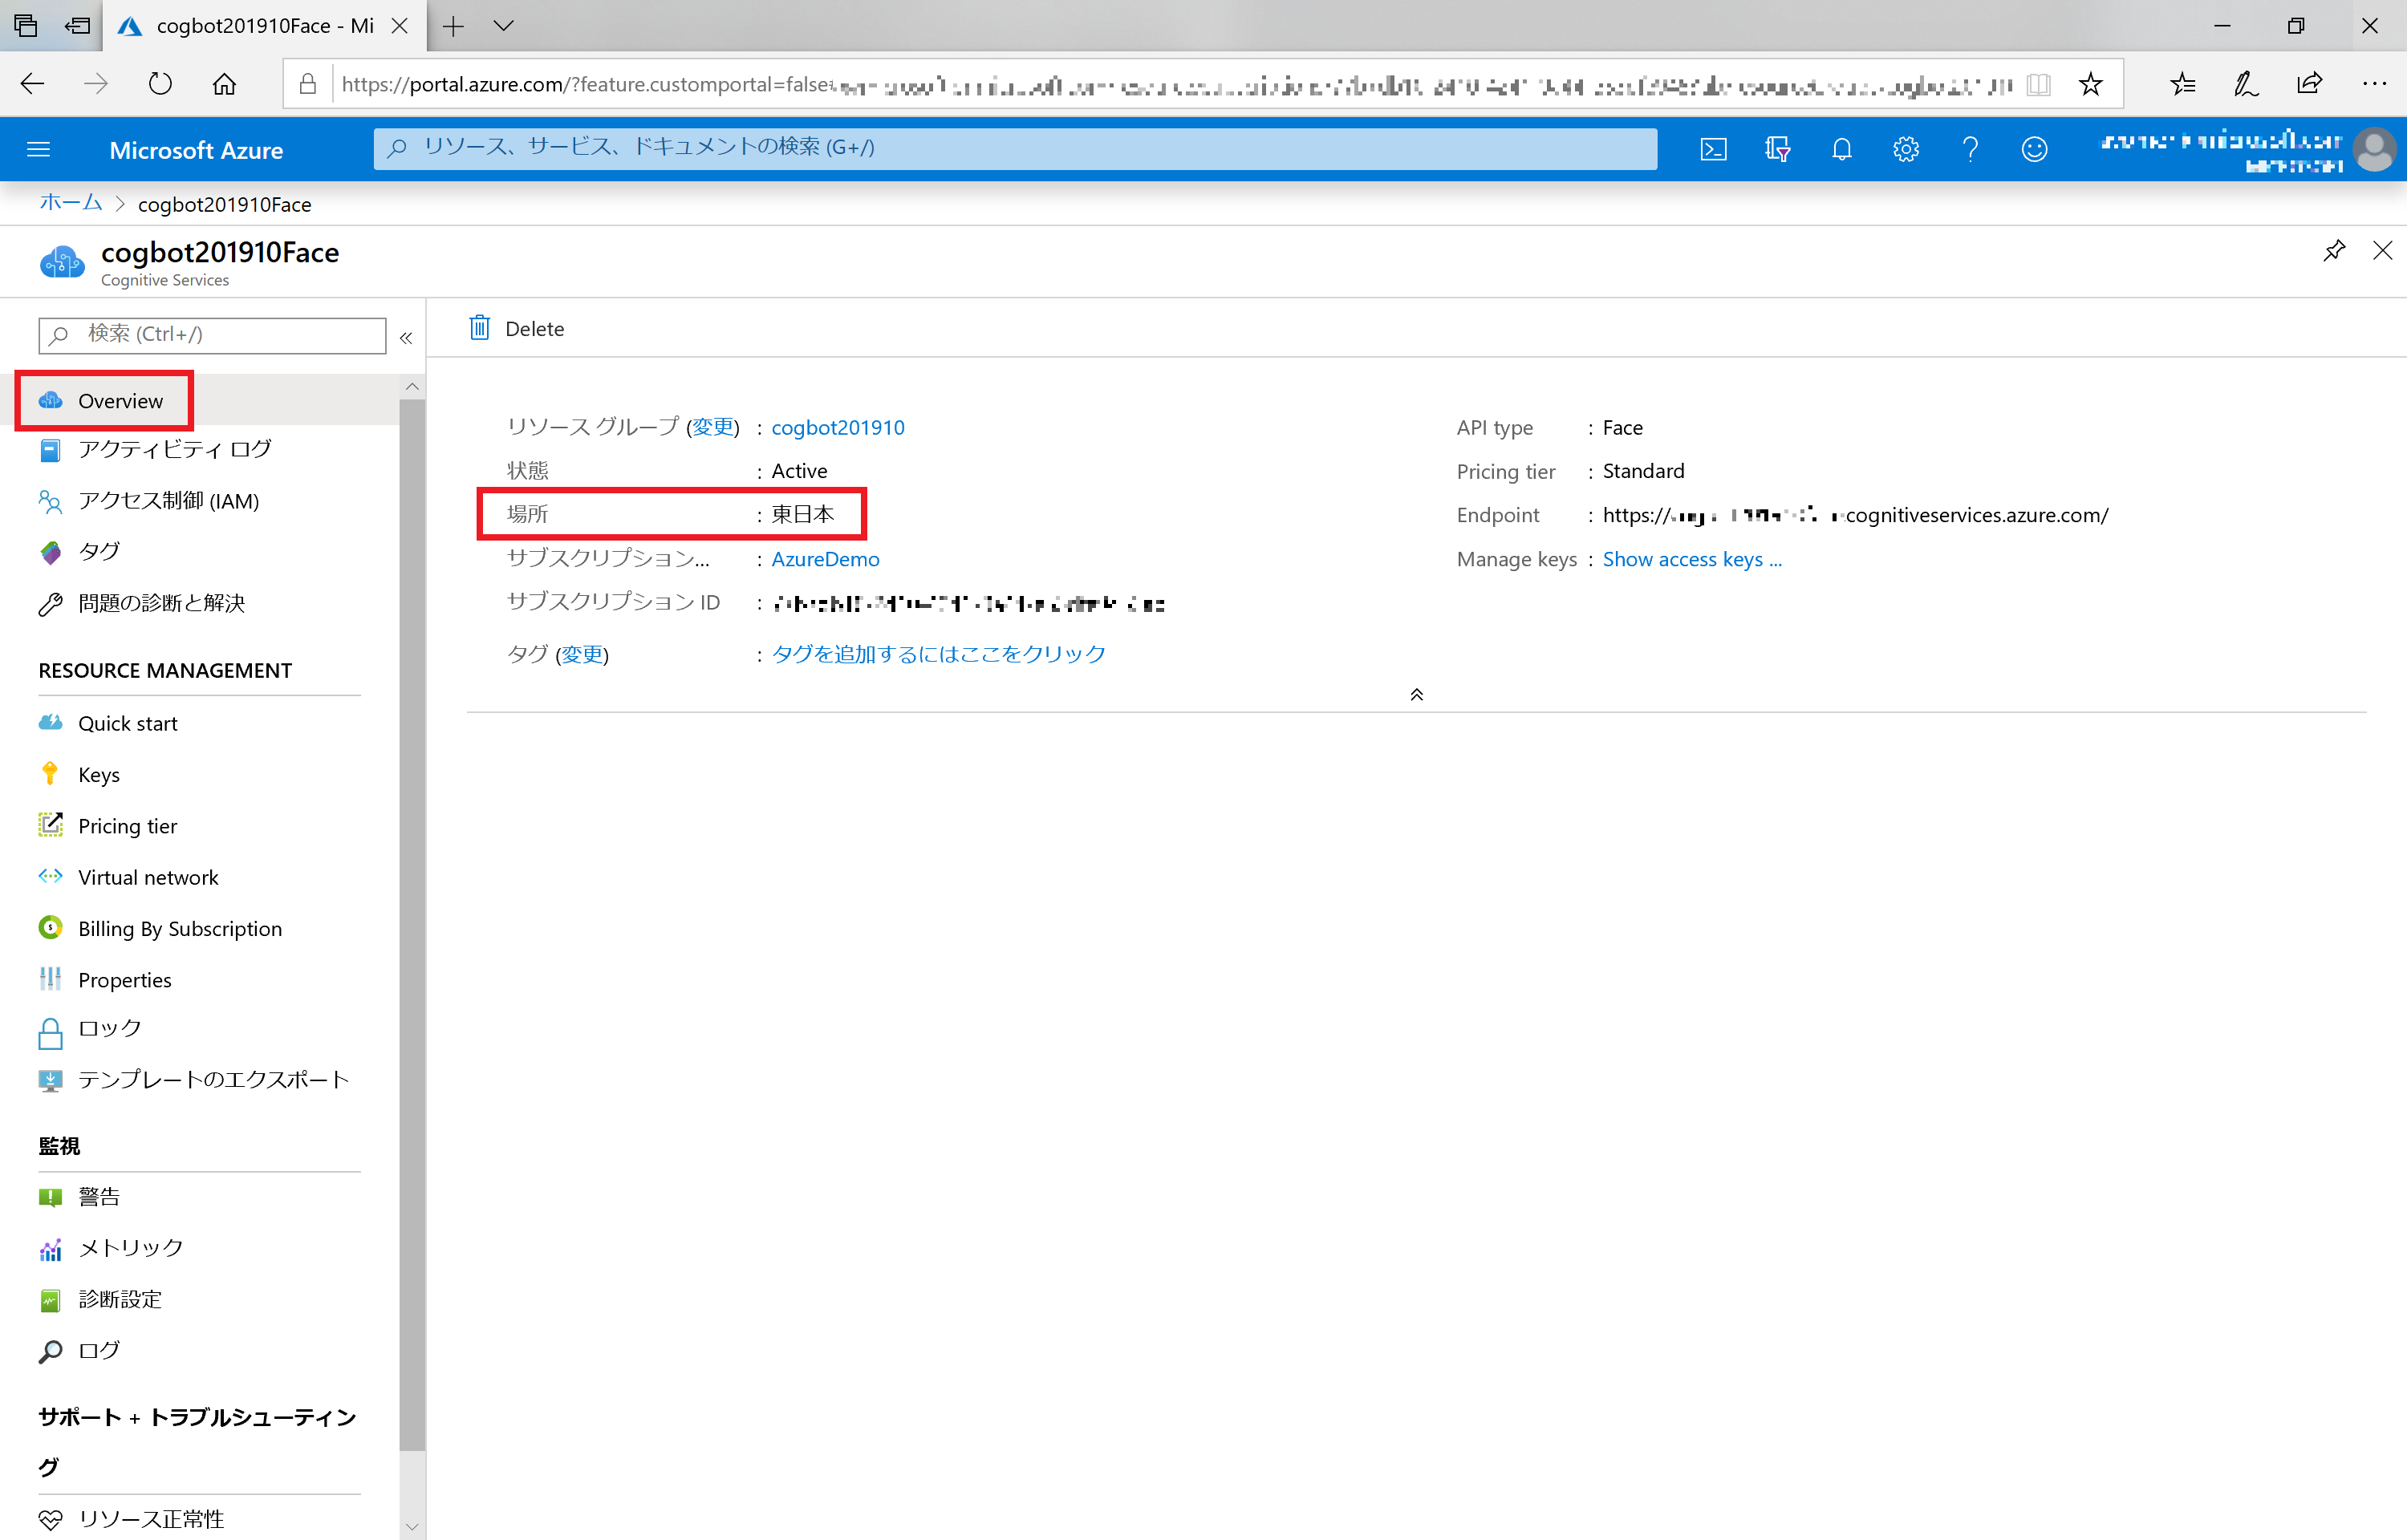 cogbot201910Face - Mi
https://portal.azure.com/?feature.customportal=false
Microsoft Azure
リソース、サービス、ドキュメントの検索 (G+/)
ホーム > cogbot201910Face
cogbot201910Face
Cognitive Services
検索 (Ctrl+/)
Overview
アクティビティ ログ
アクセス制御 (IAM)
タグ
問題の診断と解決
RESOURCE MANAGEMENT
Quick start
Keys
Pricing tier
Virtual network
Billing By Subscription
Properties
ロック
テンプレートのエクスポート
監視
警告
メトリック
診断設定
ログ
サポート + トラブルシューティン
グ
リソース正常性
Delete
リソース グループ (変更) : cogbot201910
状態 : Active
場所 : 東日本
サブスクリプション... : AzureDemo
サブスクリプション ID :
タグ (変更) : タグを追加するにはここをクリック
API type : Face
Pricing tier : Standard
Endpoint : https:// cognitiveservices.azure.com/
Manage keys : Show access keys ...